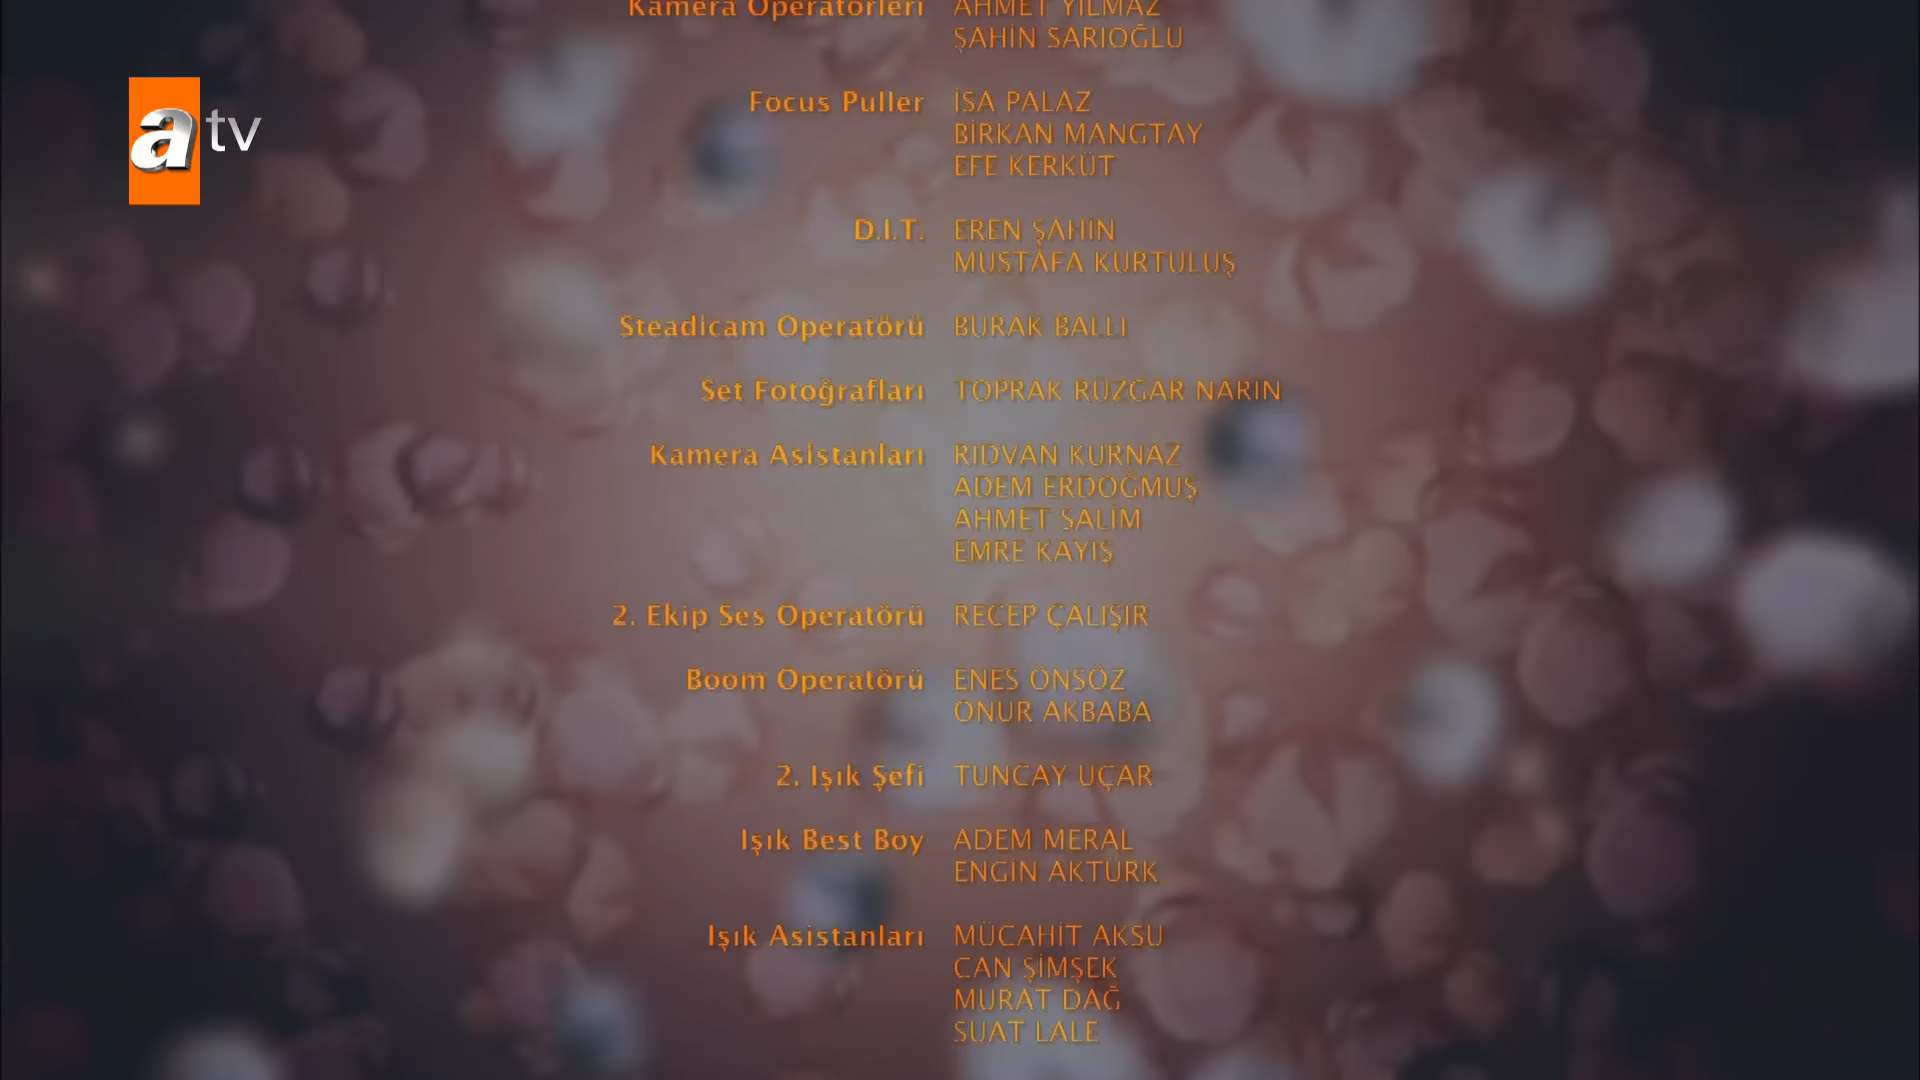 Kamera Operatörleri AHMET YILMAZ
ŞAHİN SARIOĞLU
atv
Focus Puller İSA PALAZ
BİRKAN MANGTAY
EFE KERKÜT
D.I.T. EREN ŞAHİN
MUSTAFA KURTULUŞ
Steadicam Operatörü BURAK BALLI
Set Fotoğrafları TOPRAK RÜZGAR NARİN
Kamera Asistanları RIDVAN KURNAZ
ADEM ERDOĞMUŞ
AHMET SALİM
EMRE KAYIŞ
2. Ekip Ses Operatörü RECEP ÇALIŞIR
Boom Operatörü ENES ÖNSÖZ
ONUR AKBABA
2. Işık Şefi TUNCAY UÇAR
Işık Best Boy ADEM MERAL
ENGİN AKTÜRK
Işık Asistanları MÜCAHİT AKSU
CAN ŞİMŞEK
MURAT DAĞ
SUAT LALE